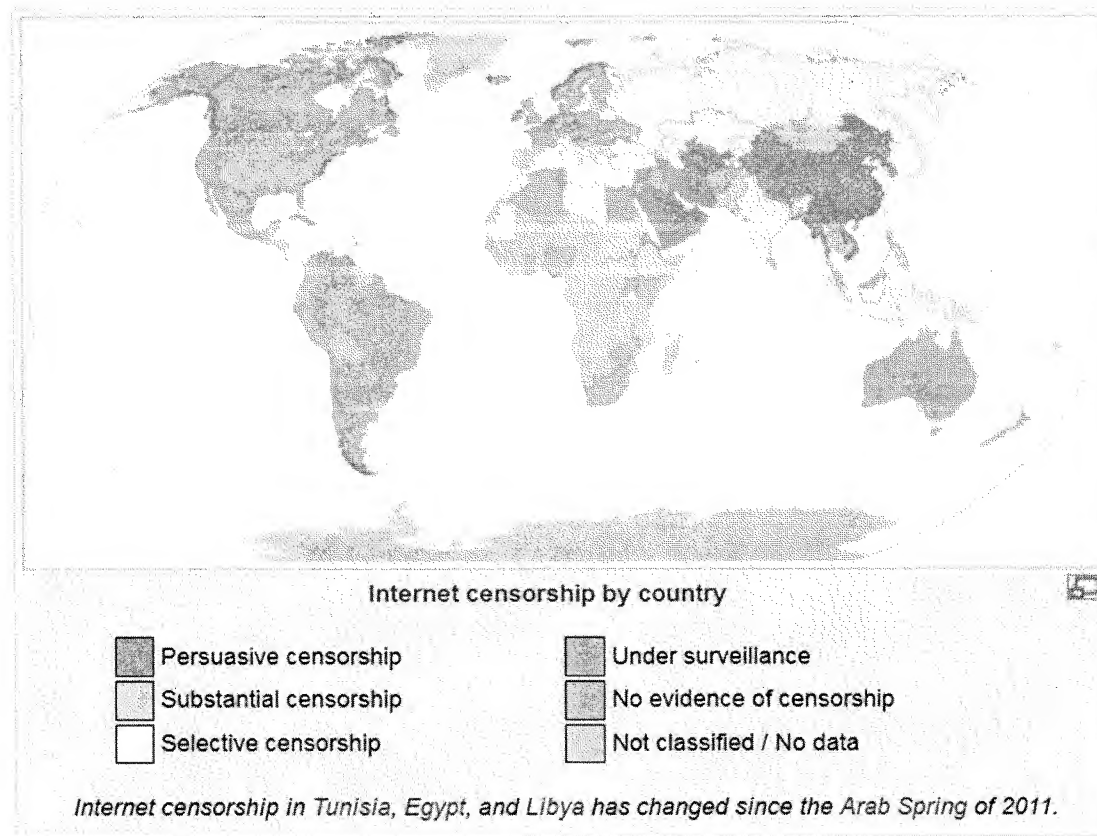 Internet censorship by country
Persuasive censorship
Substantial censorship
Selective censorship
Under surveillance
No evidence of censorship
Not classified / No data
Internet censorship in Tunisia, Egypt, and Libya has changed since the Arab Spring of 2011.